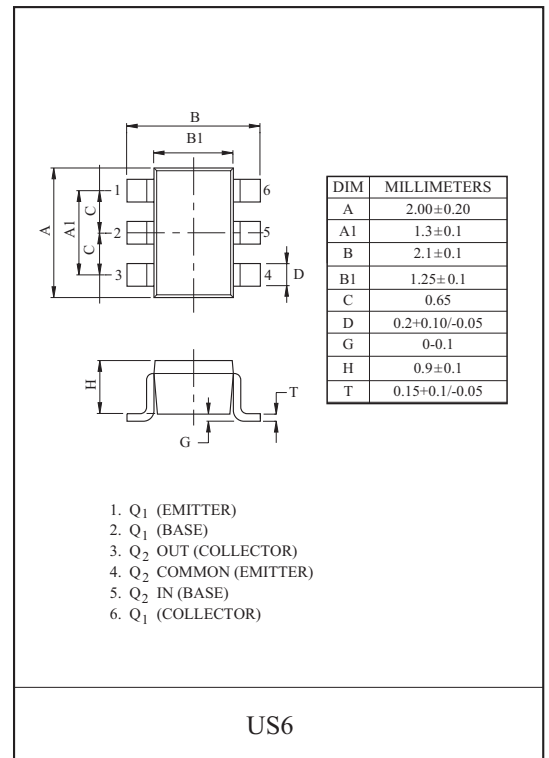 B
B1
1
6
A
A1
C
2
5
C
3
4
D
H
T
G
DIM MILLIMETERS
A 2.00±0.20
A1 1.3±0.1
B 2.1±0.1
B1 1.25±0.1
C 0.65
D 0.2+0.10/-0.05
G 0-0.1
H 0.9±0.1
T 0.15+0.1/-0.05
1. Q1 (EMITTER)
2. Q1 (BASE)
3. Q2 OUT (COLLECTOR)
4. Q2 COMMON (EMITTER)
5. Q2 IN (BASE)
6. Q1 (COLLECTOR)
US6